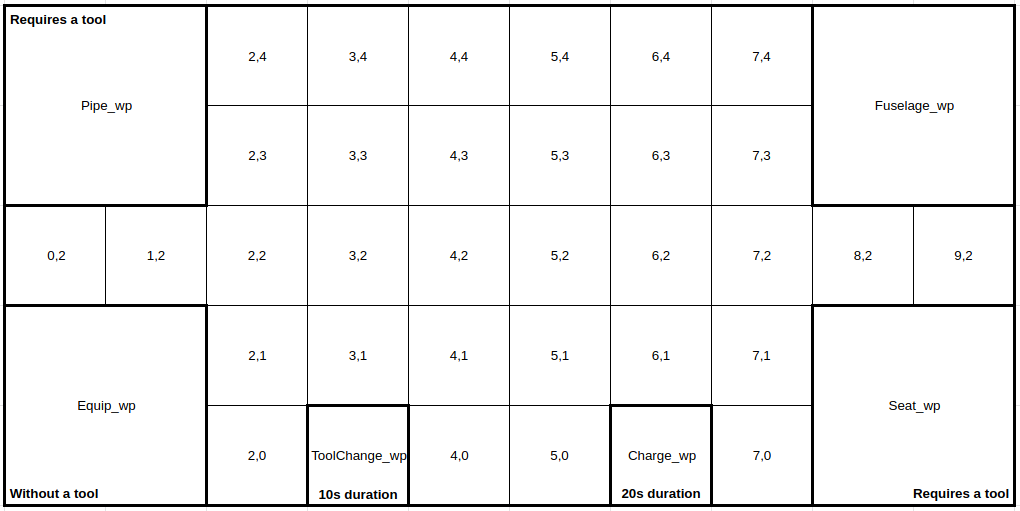 Requires a tool
2,4
3,4
4,4
5,4
6,4
7,4
Pipe_wp
Fuselage_wp
2,3
3,3
4,3
5,3
6,3
7,3
0,2
1,2
2,2
3,2
4,2
5,2
6,2
7,2
8,2
9,2
2,1
3,1
4,1
5,1
6,1
7,1
Equip_wp
Seat_wp
2,0
ToolChange_wp
4,0
5,0
Charge_wp
7,0
Without a tool
10s duration
20s duration
Requires a tool